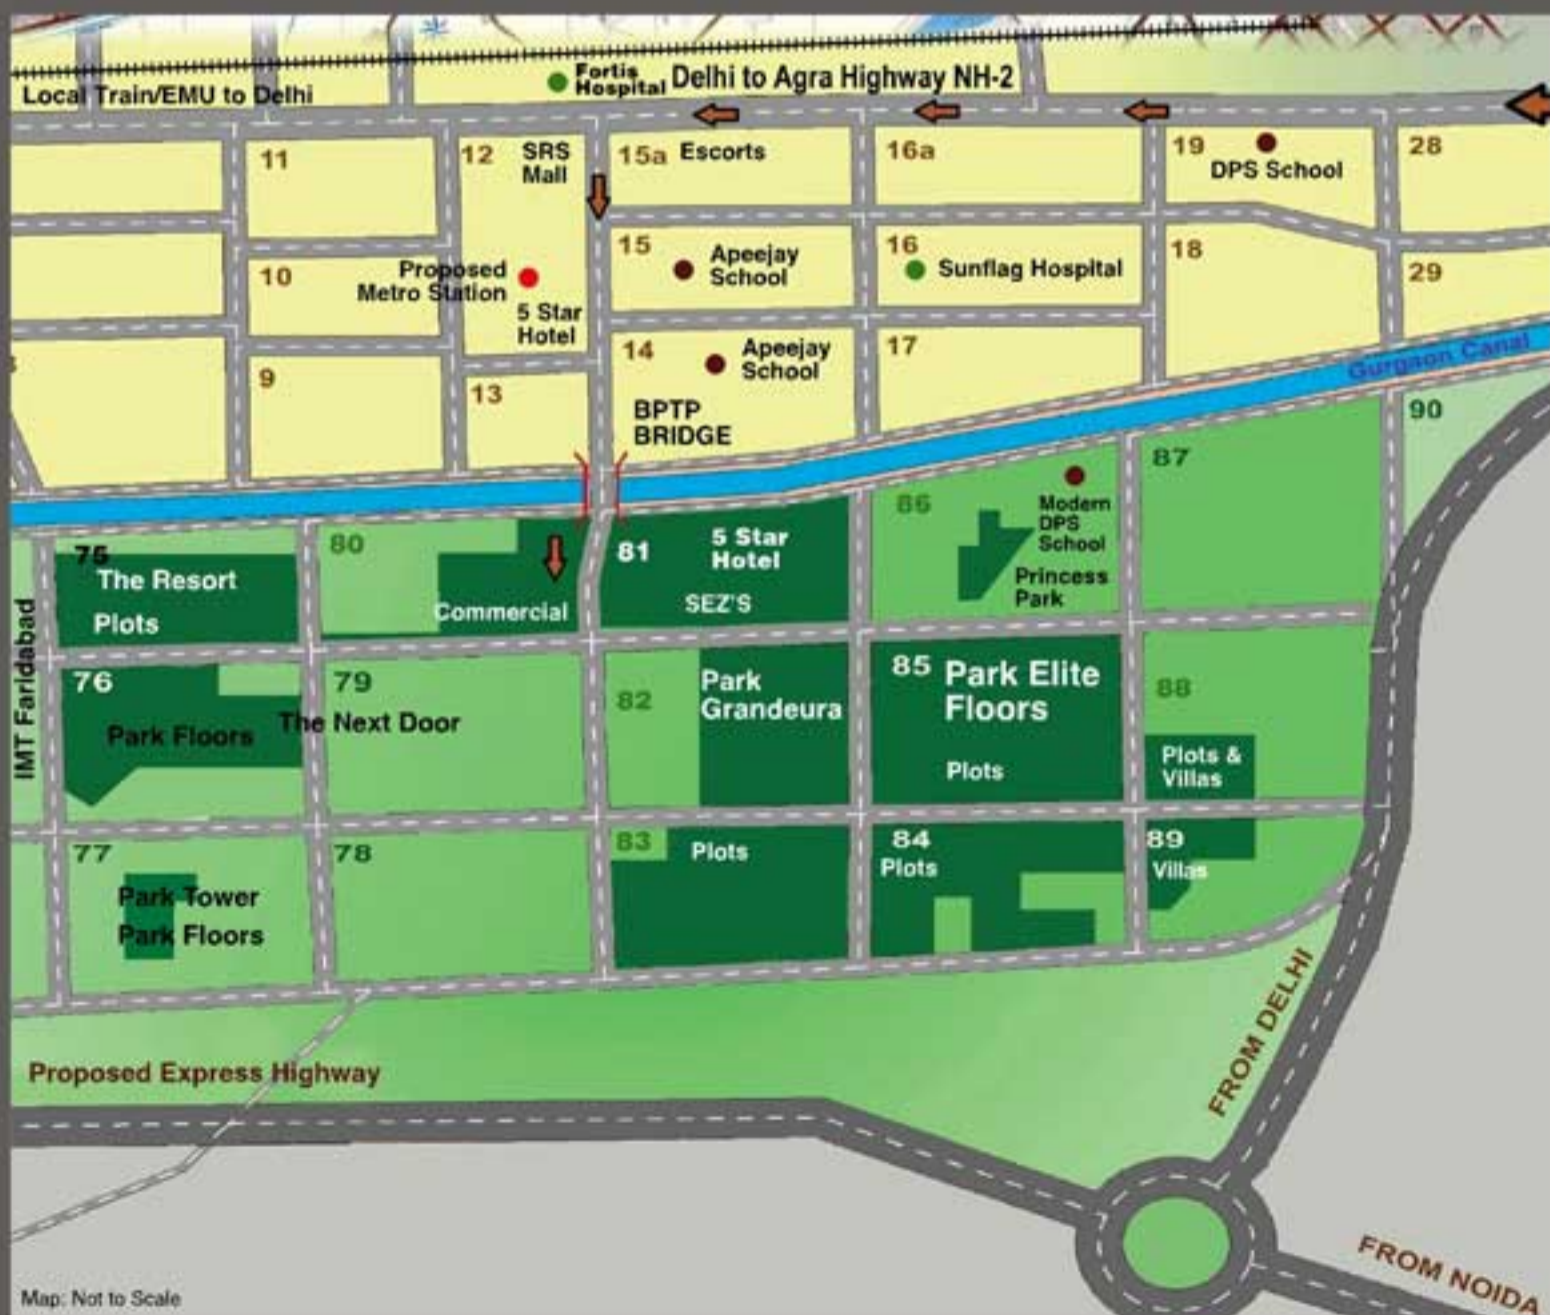 Fortis
Hospital
Delhi to Agra Highway NH-2
Local Train/EMU to Delhi
11
12
SRS
Mall
15a
Escorts
16a
19
DPS School
28
10
Proposed
Metro Station
5 Star
Hotel
15
Apeejay
School
16
Sunflag Hospital
18
29
9
13
14
Apeejay
School
17
BPTP
BRIDGE
Gurgaon Canal
90
75
The Resort
Plots
80
Commercial
81
5 Star
Hotel
SEZ'S
86
Modern
DPS
School
Princess
Park
87
IMT Faridabad
76
Park Floors
79
The Next Door
82
Park
Grandeura
85
Park Elite
Floors
Plots
88
Plots &
Villas
77
Park Tower
Park Floors
78
83
Plots
84
Plots
89
Villas
Proposed Express Highway
FROM DELHI
FROM NOIDA
Map: Not to Scale